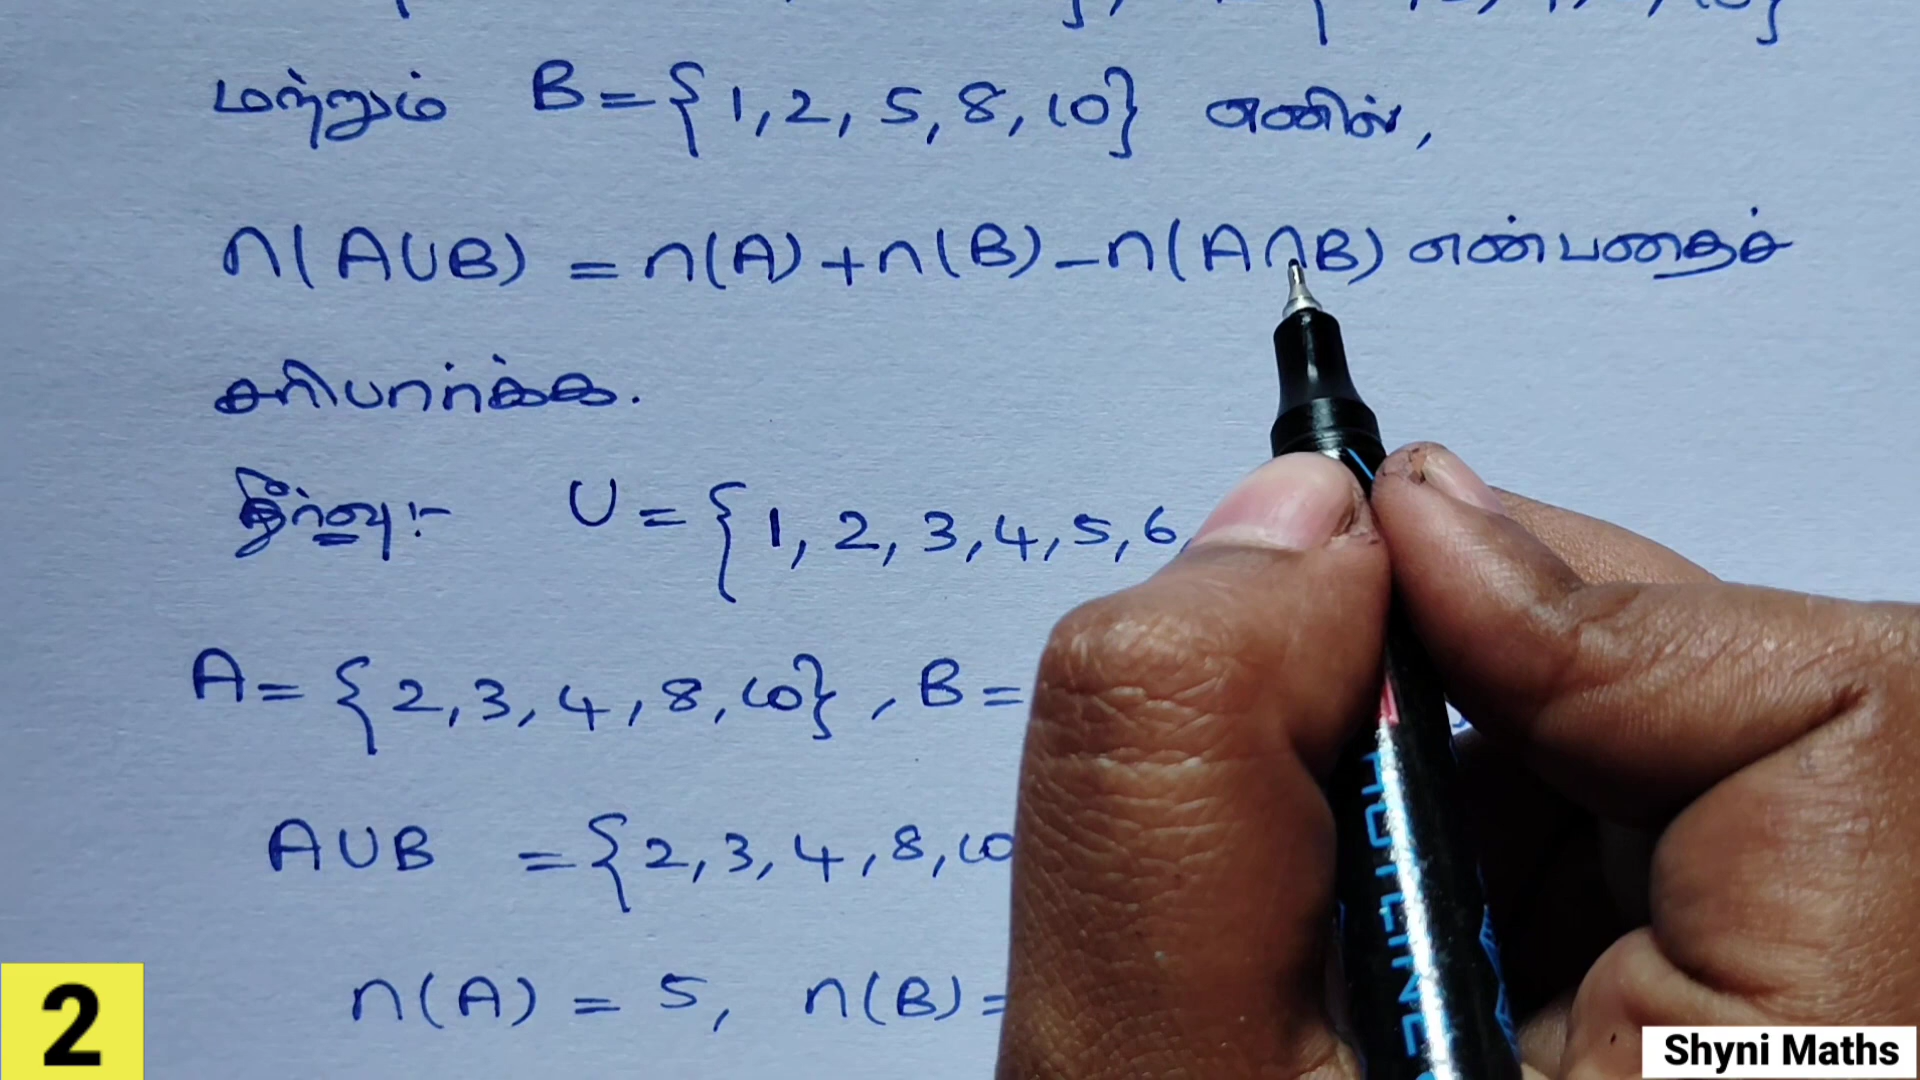 மற்றும் B = {1, 2, 5, 8, 10} எனில்,
n(A∪B) = n(A) + n(B) - n(A∩B) என்பதைச்
சரிபார்க்க.
தீர்வு:- U = {1, 2, 3, 4, 5, 6,
A = {2, 3, 4, 8, 10}, B =
A∪B = {2, 3, 4, 8, 10
n(A) = 5, n(B) =
2
Shyni Maths